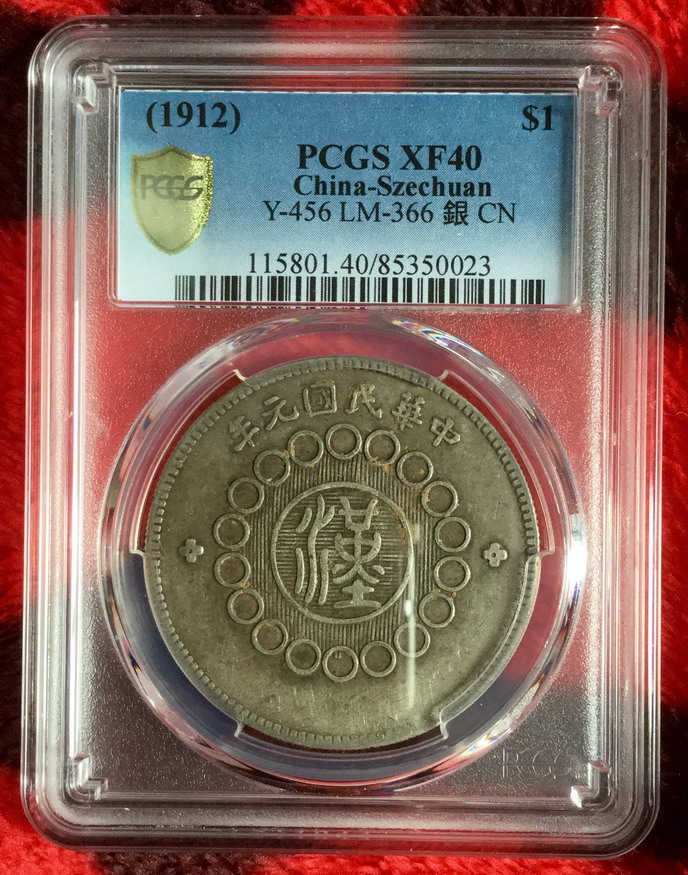 (1912) $1
PCGS XF40
China-Szechuan
Y-456 LM-366 銀 CN
PCGS
115801.40/85350023
年元國民華中
漢
PCGS